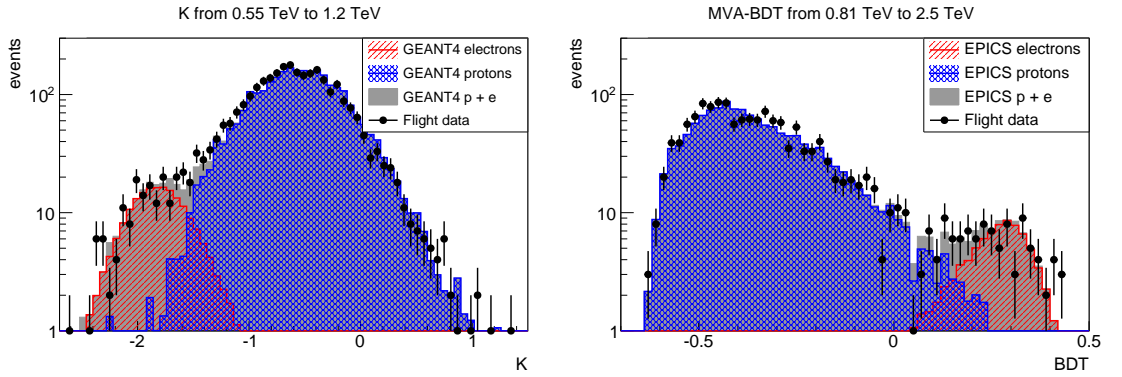 K from 0.55 TeV to 1.2 TeV
events
GEANT4 electrons
GEANT4 protons
GEANT4 p + e
Flight data
10²
10
1
-2
-1
0
1
K
MVA-BDT from 0.81 TeV to 2.5 TeV
events
EPICS electrons
EPICS protons
EPICS p + e
Flight data
10²
10
1
-0.5
0
0.5
BDT